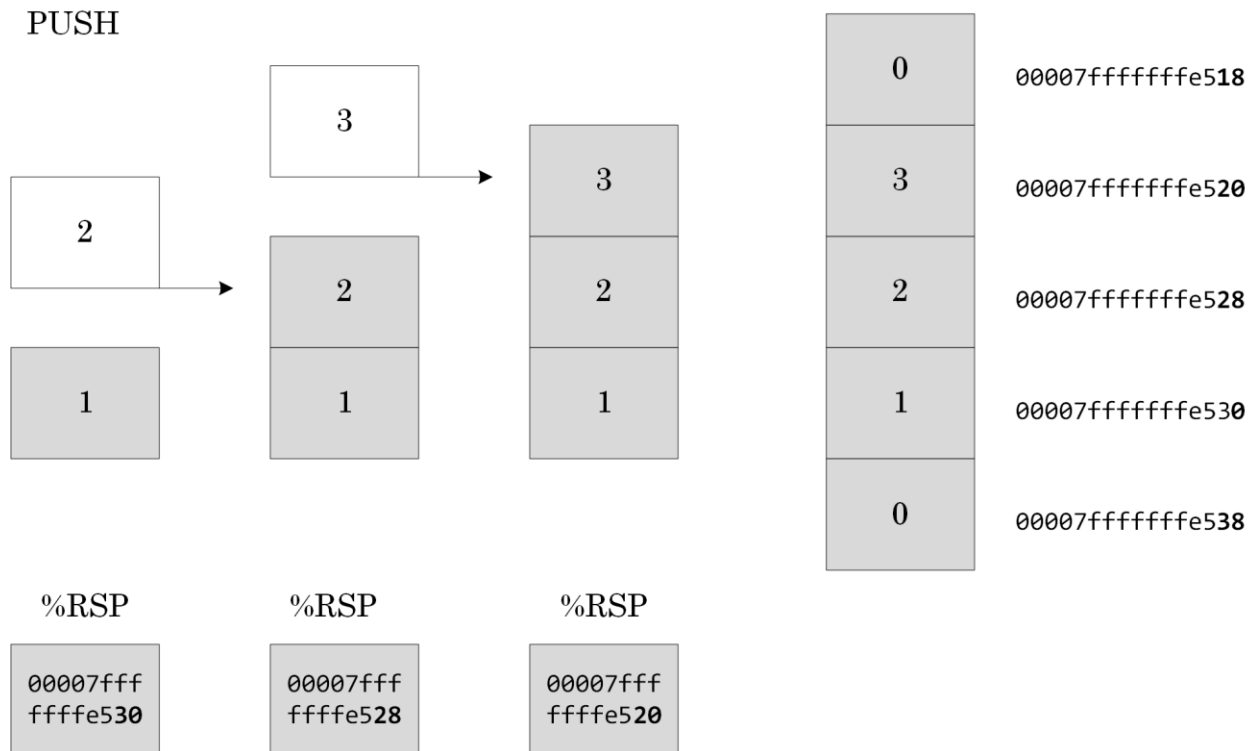 PUSH
0
00007fffffffe518
3
3
3
00007fffffffe520
2
2
2
2
00007fffffffe528
1
1
1
1
00007fffffffe530
0
00007fffffffe538
%RSP
%RSP
%RSP
00007fff
ffffe530
00007fff
ffffe528
00007fff
ffffe520